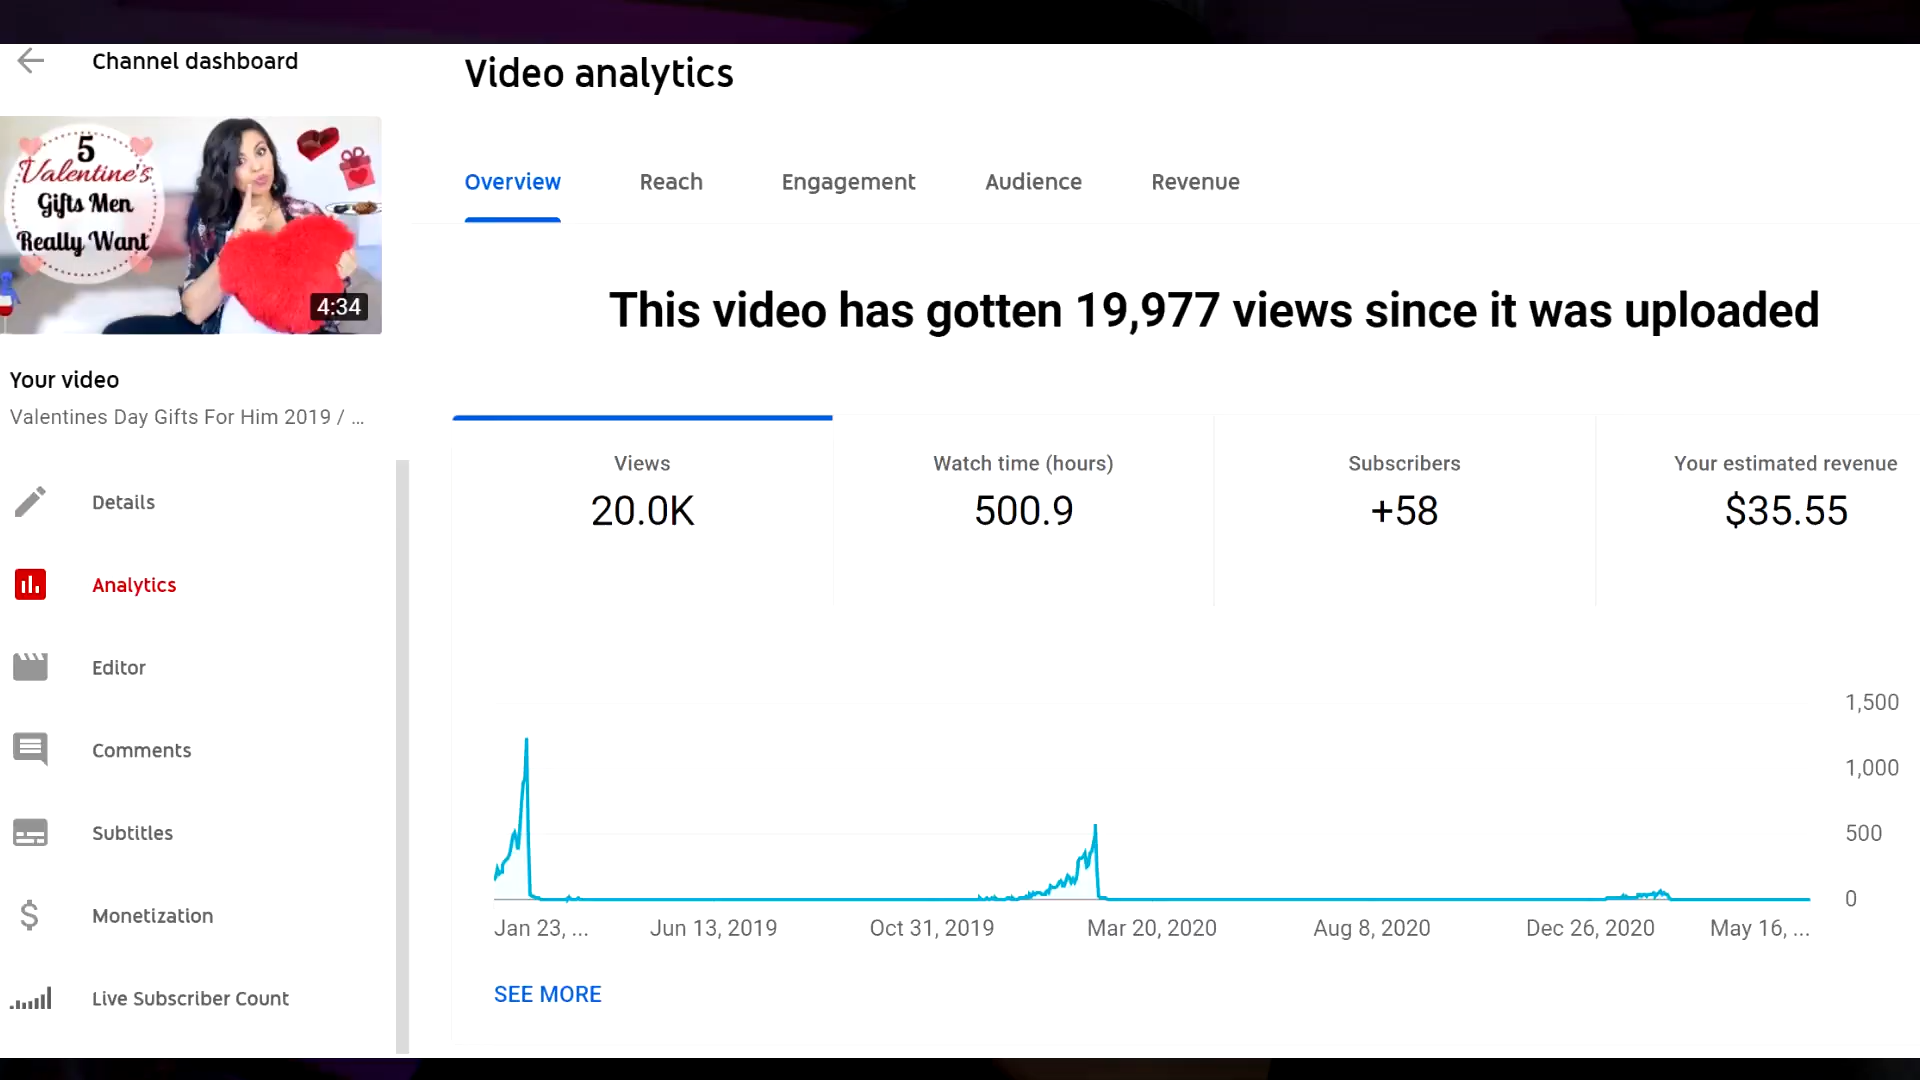 Channel dashboard
5
Valentine's
Gifts Men
Really Want
4:34
Your video
Valentines Day Gifts For Him 2019 / ...
Details
Analytics
Editor
Comments
Subtitles
Monetization
Live Subscriber Count
Video analytics
Overview Reach Engagement Audience Revenue
This video has gotten 19,977 views since it was uploaded
Views
20.0K
Watch time (hours)
500.9
Subscribers
+58
Your estimated revenue
$35.55
1,500
1,000
500
0
Jan 23, ... Jun 13, 2019 Oct 31, 2019 Mar 20, 2020 Aug 8, 2020 Dec 26, 2020 May 16, ...
SEE MORE